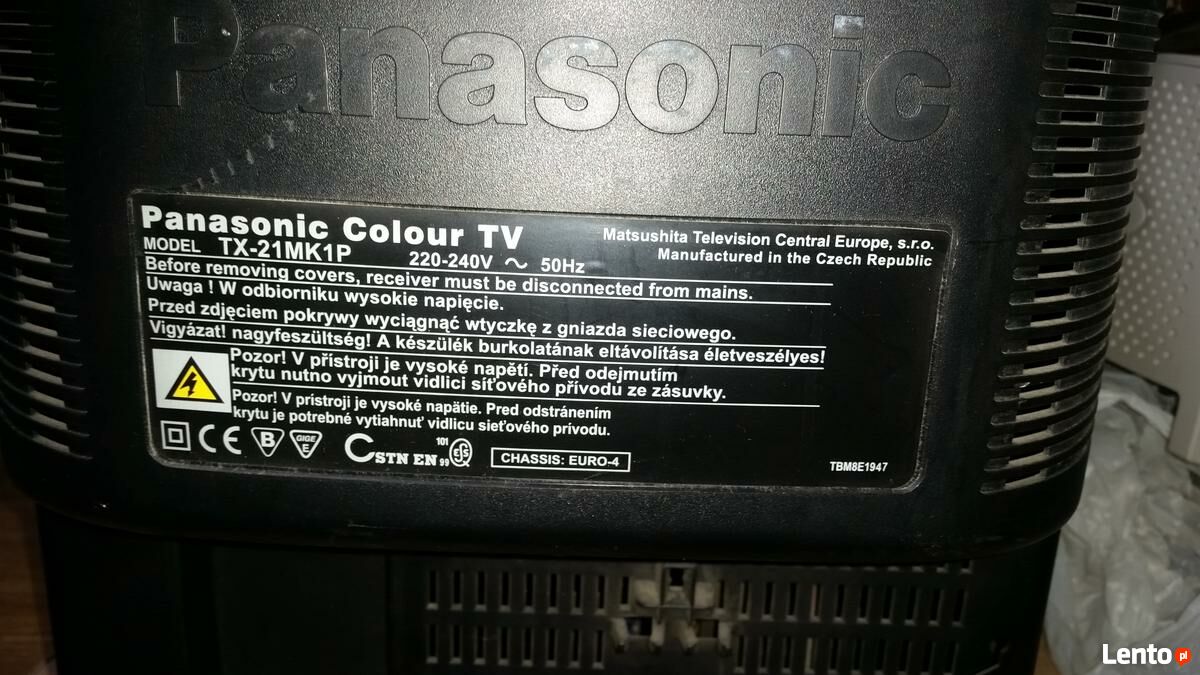 Panasonic
Panasonic Colour TV
Matsushita Television Central Europe, s.r.o.
MODEL TX-21MK1P 220-240V ~ 50Hz
Manufactured in the Czech Republic
Before removing covers, receiver must be disconnected from mains.
Uwaga ! W odbiorniku wysokie napięcie.
Przed zdjęciem pokrywy wyciągnąć wtyczkę z gniazda sieciowego.
Vigyázat! nagyfeszültség! A készülék burkolatának eltávolítása életveszélyes!
Pozor! V přístroji je vysoké napětí. Před odejmutím
krytu nutno vyjmout vidlici síťového přívodu ze zásuvky.
Pozor! V prístroji je vysoké napätie. Pred odstránením
krytu je potrebné vytiahnuť vidlicu sieťového prívodu.
CE B GIGE E CSTN EN 101 99 CHASSIS: EURO-4
TBM8E1947
Lento pl